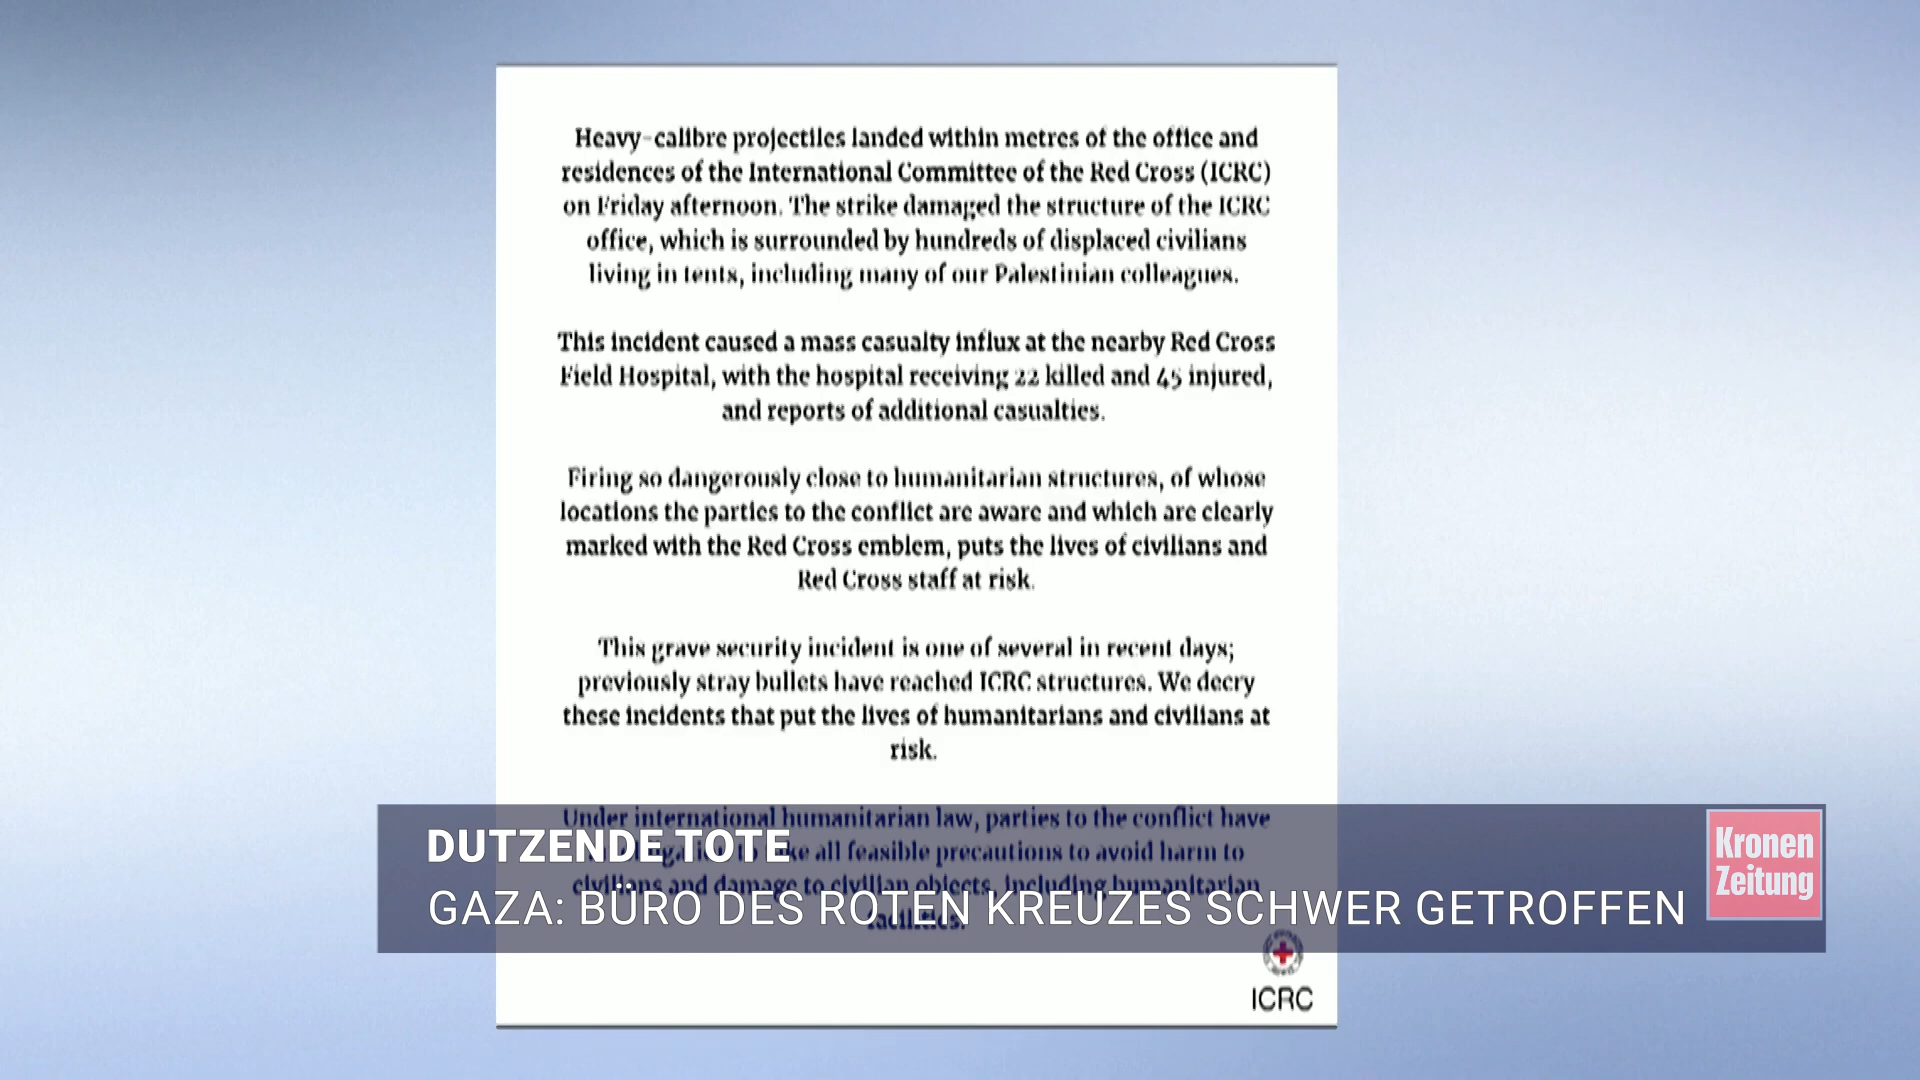 Heavy-calibre projectiles landed within metres of the office and
residences of the International Committee of the Red Cross (ICRC)
on Friday afternoon. The strike damaged the structure of the ICRC
office, which is surrounded by hundreds of displaced civilians
living in tents, including many of our Palestinian colleagues.
This incident caused a mass casualty influx at the nearby Red Cross
Field Hospital, with the hospital receiving 22 killed and 45 injured,
and reports of additional casualties.
Firing so dangerously close to humanitarian structures, of whose
locations the parties to the conflict are aware and which are clearly
marked with the Red Cross emblem, puts the lives of civilians and
Red Cross staff at risk.
This grave security incident is one of several in recent days;
previously stray bullets have reached ICRC structures. We decry
these incidents that put the lives of humanitarians and civilians at
risk.
Under international humanitarian law, parties to the conflict have
all feasible precautions to avoid harm to
civilians and damage to civilian objects, including humanitarian
facilities.
DUTZENDE TOTE
GAZA: BÜRO DES ROTEN KREUZES SCHWER GETROFFEN
Kronen
Zeitung
ICRC